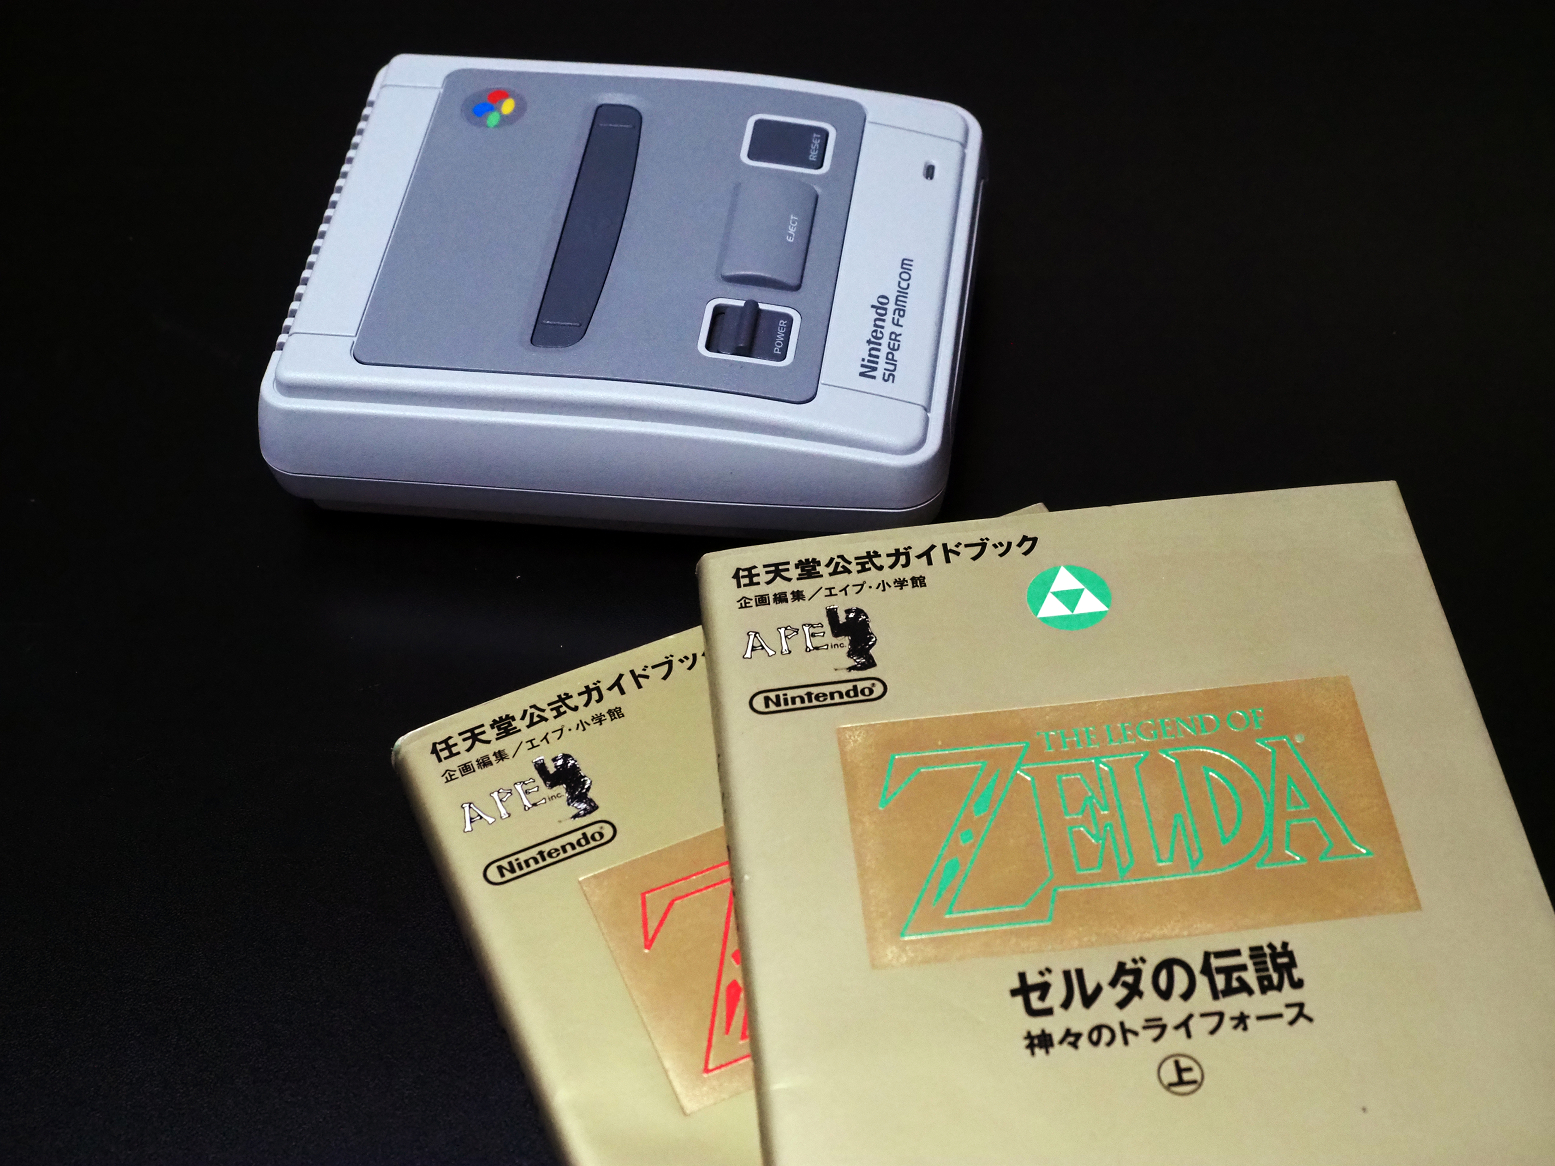 RESET
EJECT
POWER
Nintendo
SUPER FAMICOM
任天堂公式ガイドブック
企画編集／エイプ・小学館
APE inc.
Nintendo®
THE LEGEND OF
ZELDA
ゼルダの伝説
神々のトライフォース
上
任天堂公式ガイドブック
企画編集／エイプ・小学館
APE inc.
Nintendo®
Z